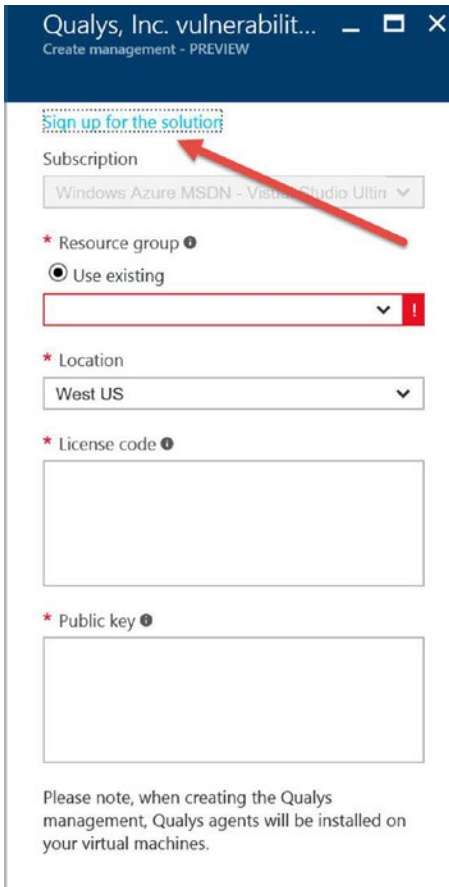 Qualys, Inc. vulnerabilit...
Create management - PREVIEW
Sign up for the solution
Subscription
Windows Azure MSDN - Visual Studio Ultin
* Resource group
Use existing
!
* Location
West US
* License code
* Public key
Please note, when creating the Qualys
management, Qualys agents will be installed on
your virtual machines.